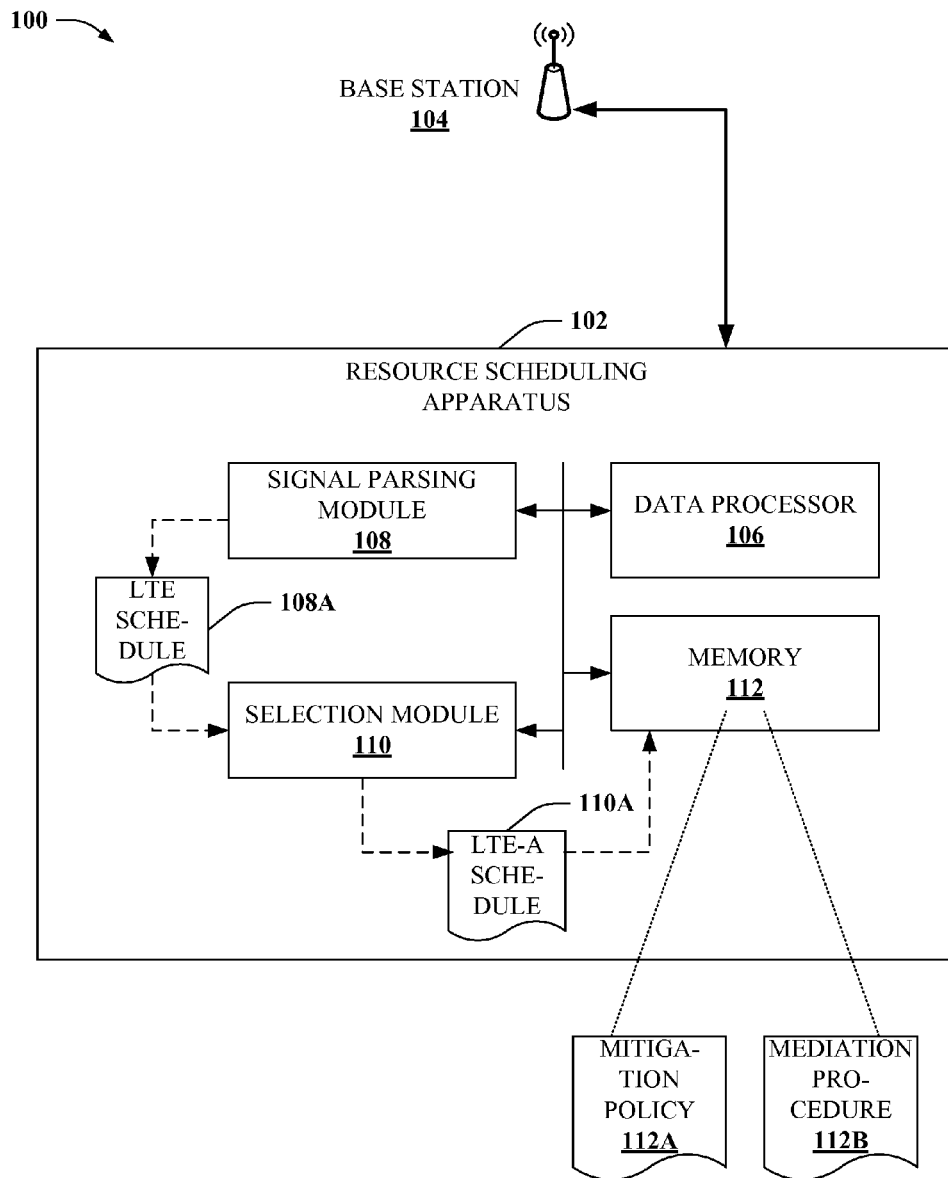 100
BASE STATION
104
102
RESOURCE SCHEDULING
APPARATUS
SIGNAL PARSING
MODULE
108
DATA PROCESSOR
106
LTE
SCHE-
DULE
108A
MEMORY
112
SELECTION MODULE
110
110A
LTE-A
SCHE-
DULE
MITIGA-
TION
POLICY
112A
MEDIATION
PRO-
CEDURE
112B